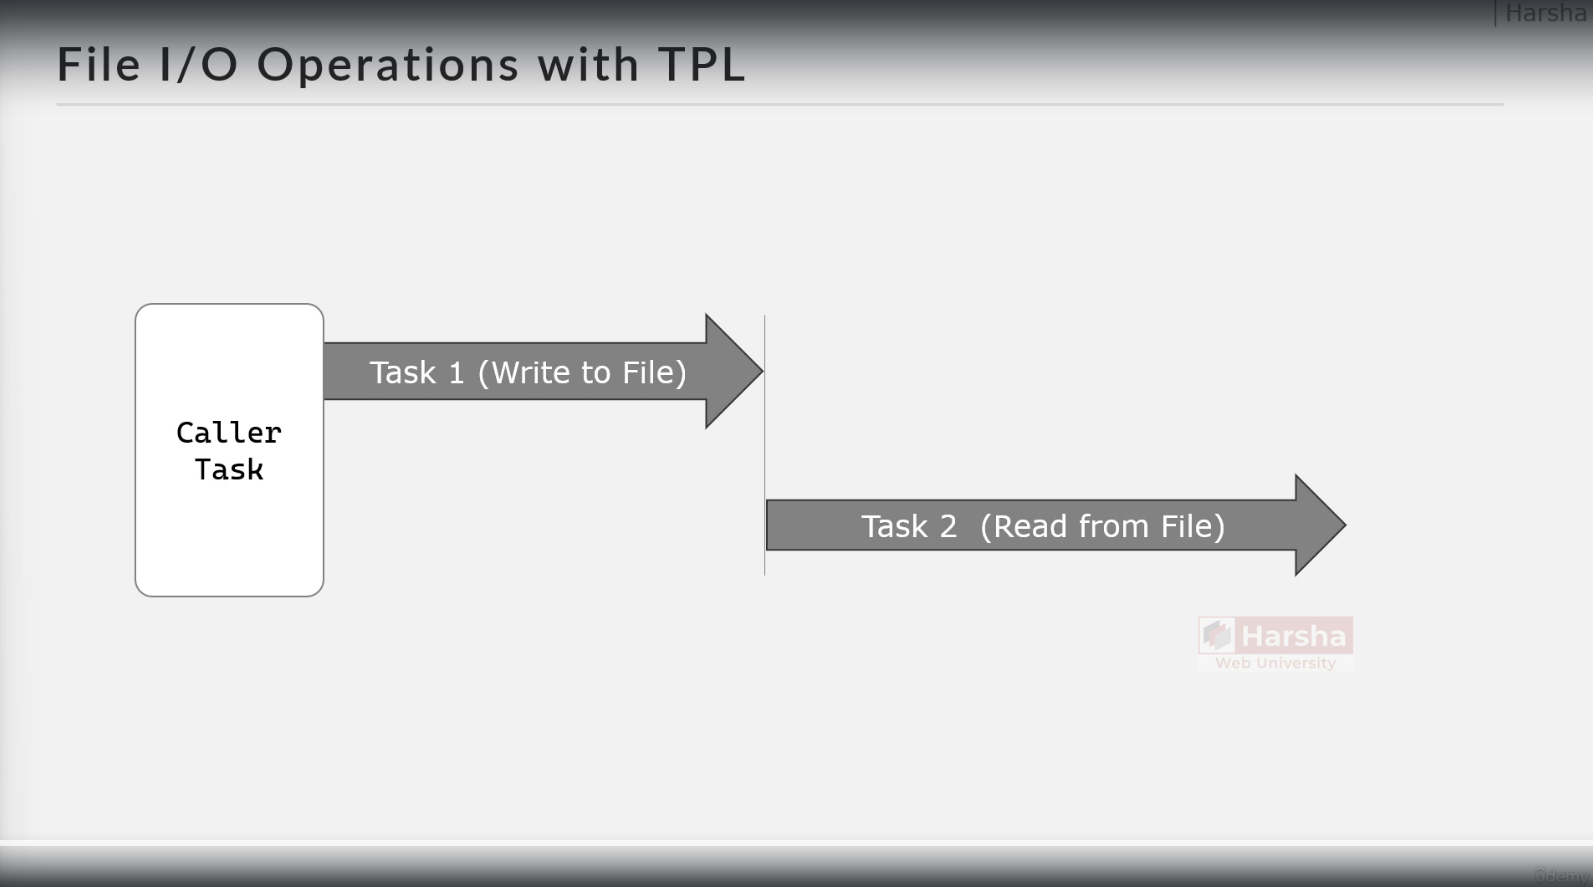 | Harsha
File I/O Operations with TPL
Task 1 (Write to File)
Caller
Task
Task 2 (Read from File)
Harsha
Web University
ûdemy